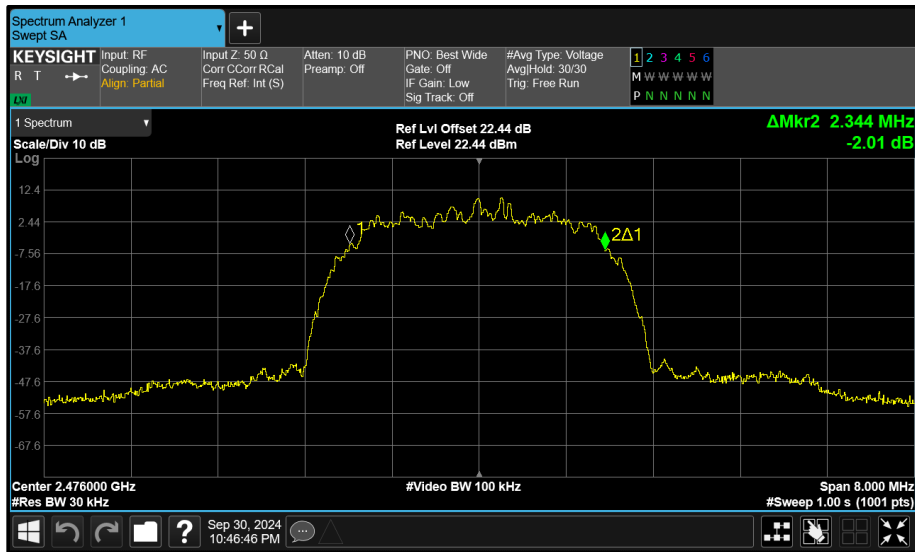 Spectrum Analyzer 1
Swept SA
KEYSIGHT
R T
LXI
Input: RF
Coupling: AC
Align: Partial
Input Z: 50 Ω
Corr CCorr RCal
Freq Ref: Int (S)
Atten: 10 dB
Preamp: Off
PNO: Best Wide
Gate: Off
IF Gain: Low
Sig Track: Off
#Avg Type: Voltage
Avg|Hold: 30/30
Trig: Free Run
1 2 3 4 5 6
M W W W W W
P N N N N N
1 Spectrum
Scale/Div 10 dB
Ref Lvl Offset 22.44 dB
Ref Level 22.44 dBm
ΔMkr2 2.344 MHz
-2.01 dB
Log
12.4
2.44
-7.56
-17.6
-27.6
-37.6
-47.6
-57.6
-67.6
1
2Δ1
Center 2.476000 GHz
#Res BW 30 kHz
#Video BW 100 kHz
Span 8.000 MHz
#Sweep 1.00 s (1001 pts)
?
Sep 30, 2024
10:46:46 PM